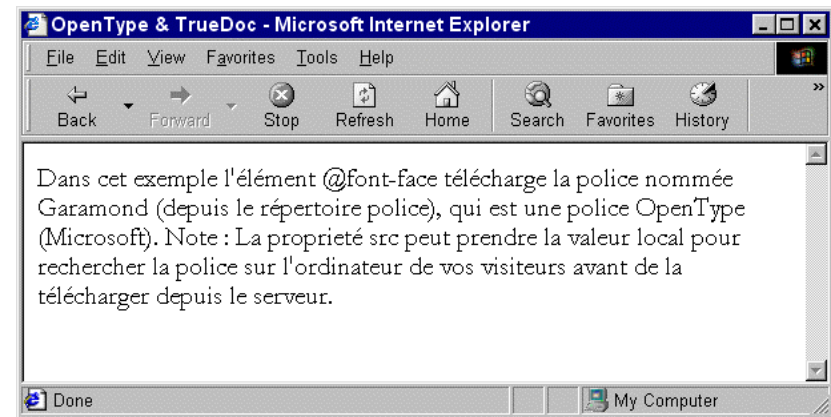 OpenType & TrueDoc - Microsoft Internet Explorer
File Edit View Favorites Tools Help
Back Forward Stop Refresh Home Search Favorites History »
Dans cet exemple l'élément @font-face télécharge la police nommée
Garamond (depuis le répertoire police), qui est une police OpenType
(Microsoft). Note : La proprieté src peut prendre la valeur local pour
rechercher la police sur l'ordinateur de vos visiteurs avant de la
télécharger depuis le serveur.
Done My Computer